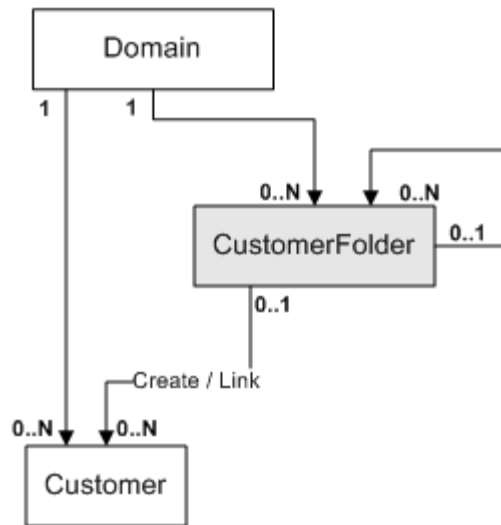 Domain
1
1
0..N
0..N
CustomerFolder
0..1
0..1
Create / Link
0..N
0..N
Customer